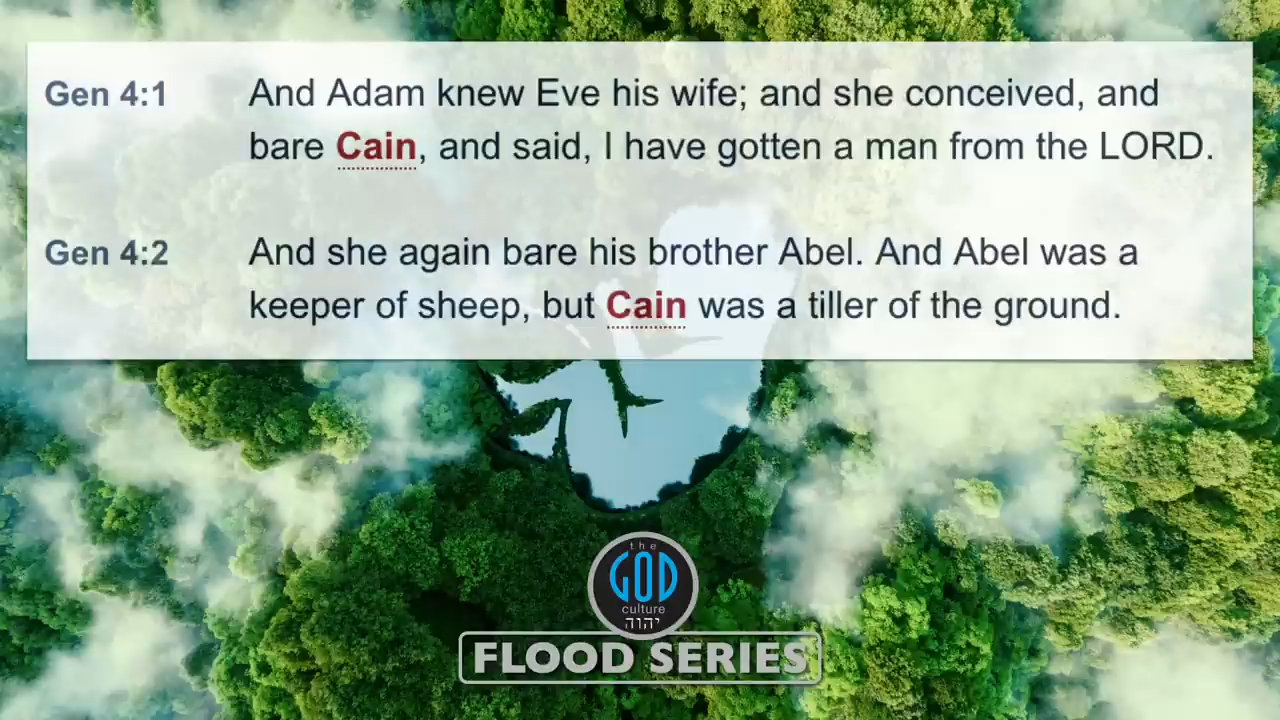 Gen 4:1 And Adam knew Eve his wife; and she conceived, and
bare Cain, and said, I have gotten a man from the LORD.
Gen 4:2 And she again bare his brother Abel. And Abel was a
keeper of sheep, but Cain was a tiller of the ground.
the
GOD
culture
יהוה
FLOOD SERIES